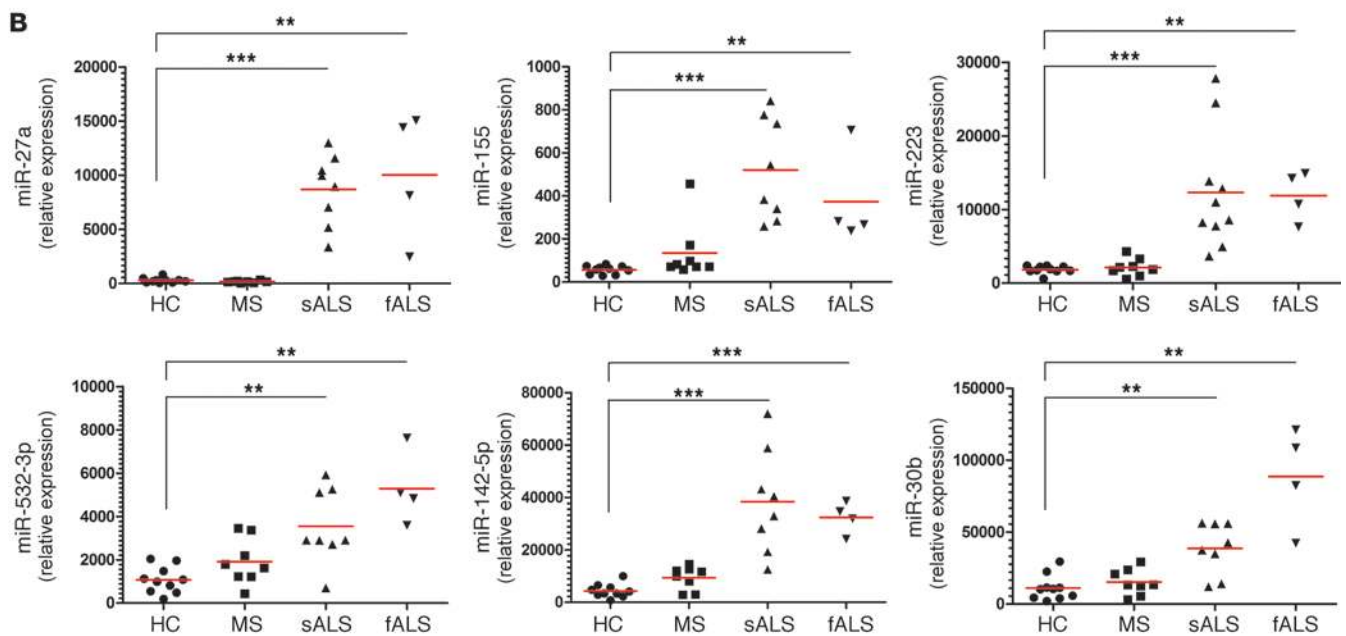 B
**
***
miR-27a
(relative expression)
20000
15000
10000
5000
0
HC MS sALS fALS
**
***
miR-155
(relative expression)
1000
800
600
400
200
0
HC MS sALS fALS
**
***
miR-223
(relative expression)
30000
20000
10000
0
HC MS sALS fALS
**
**
miR-532-3p
(relative expression)
10000
8000
6000
4000
2000
0
HC MS sALS fALS
***
***
miR-142-5p
(relative expression)
80000
60000
40000
20000
0
HC MS sALS fALS
**
**
miR-30b
(relative expression)
150000
100000
50000
0
HC MS sALS fALS